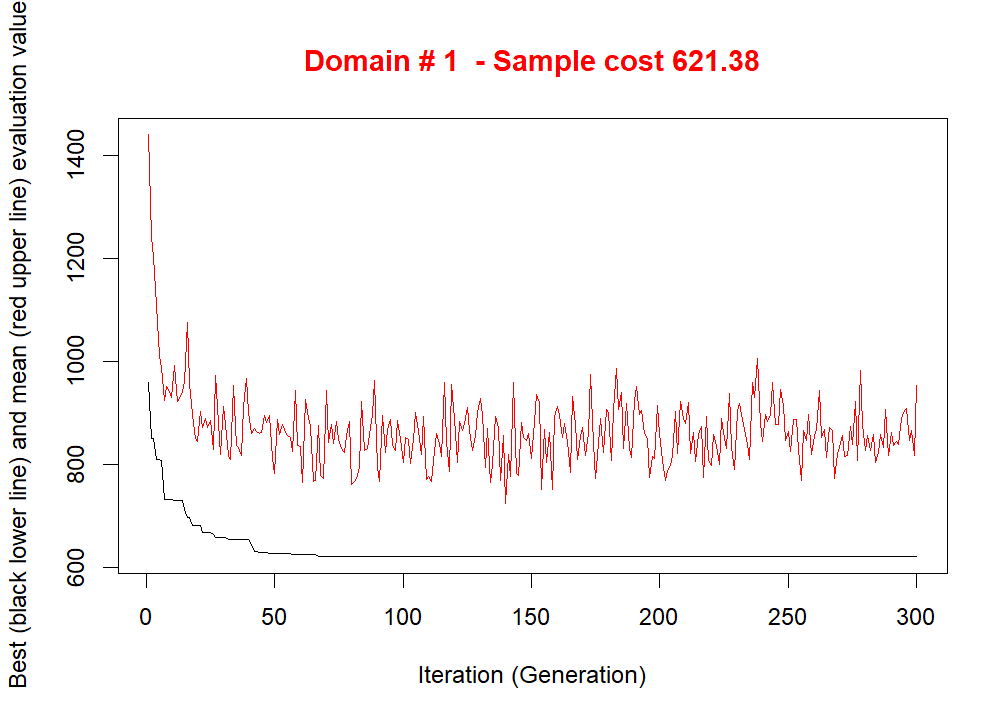 Domain # 1  - Sample cost 621.38
Best (black lower line) and mean (red upper line) evaluation value
1400
1200
1000
800
600
0 50 100 150 200 250 300
Iteration (Generation)